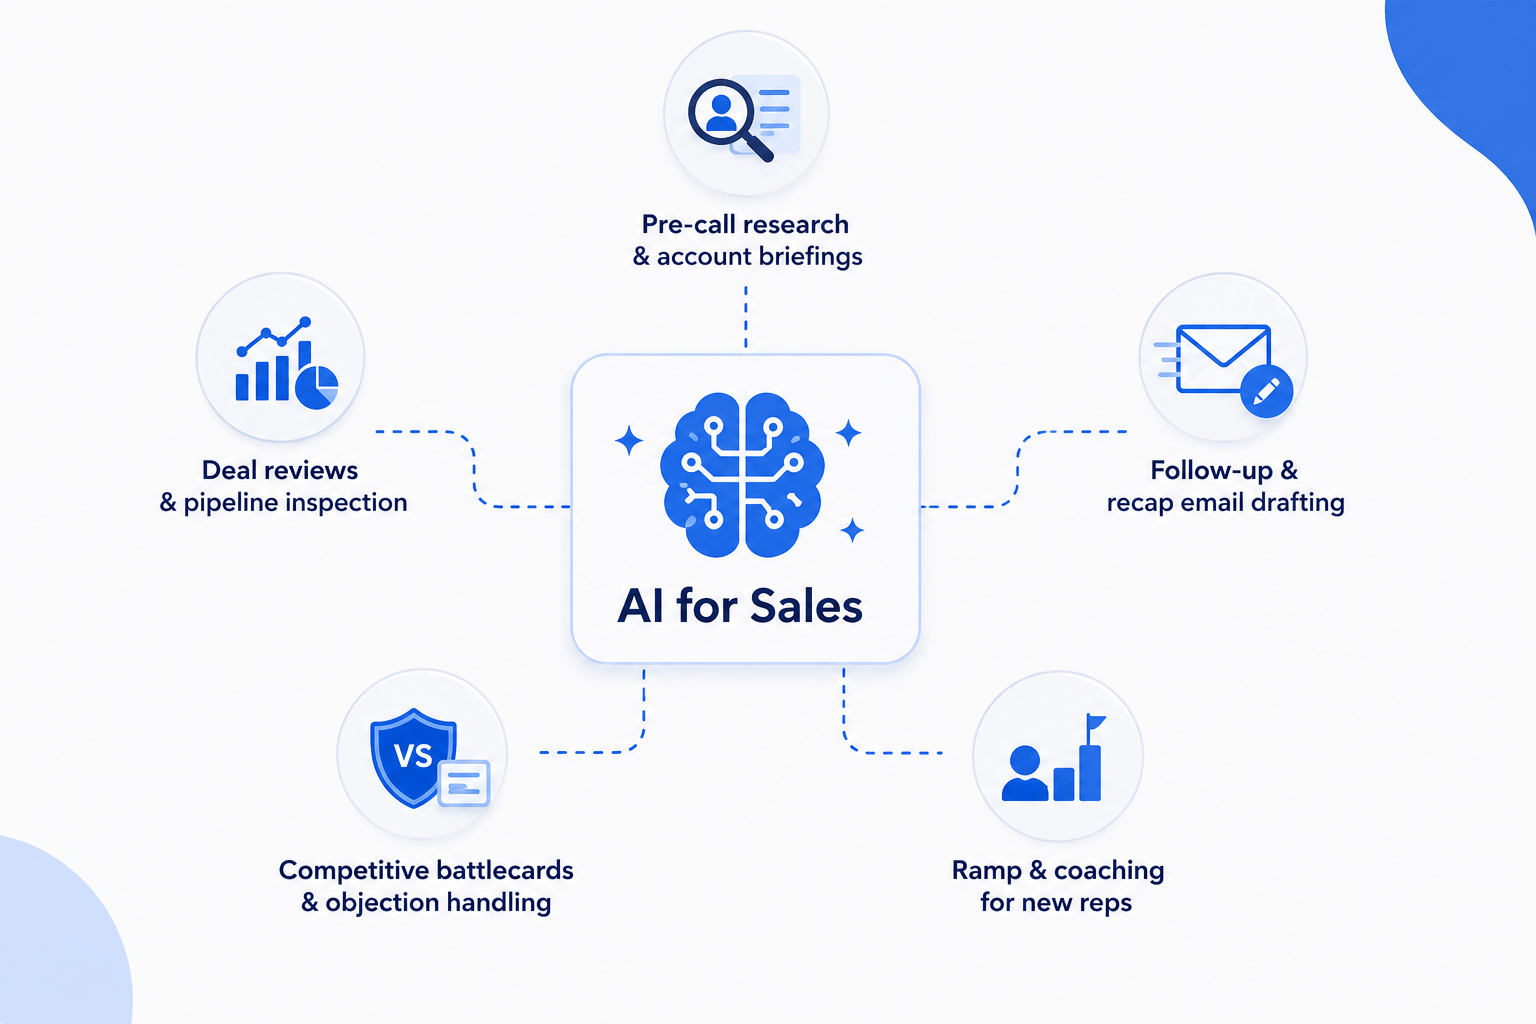 Pre-call research
& account briefings
Deal reviews
& pipeline inspection
Follow-up &
recap email drafting
AI for Sales
VS
Competitive battlecards
& objection handling
Ramp & coaching
for new reps